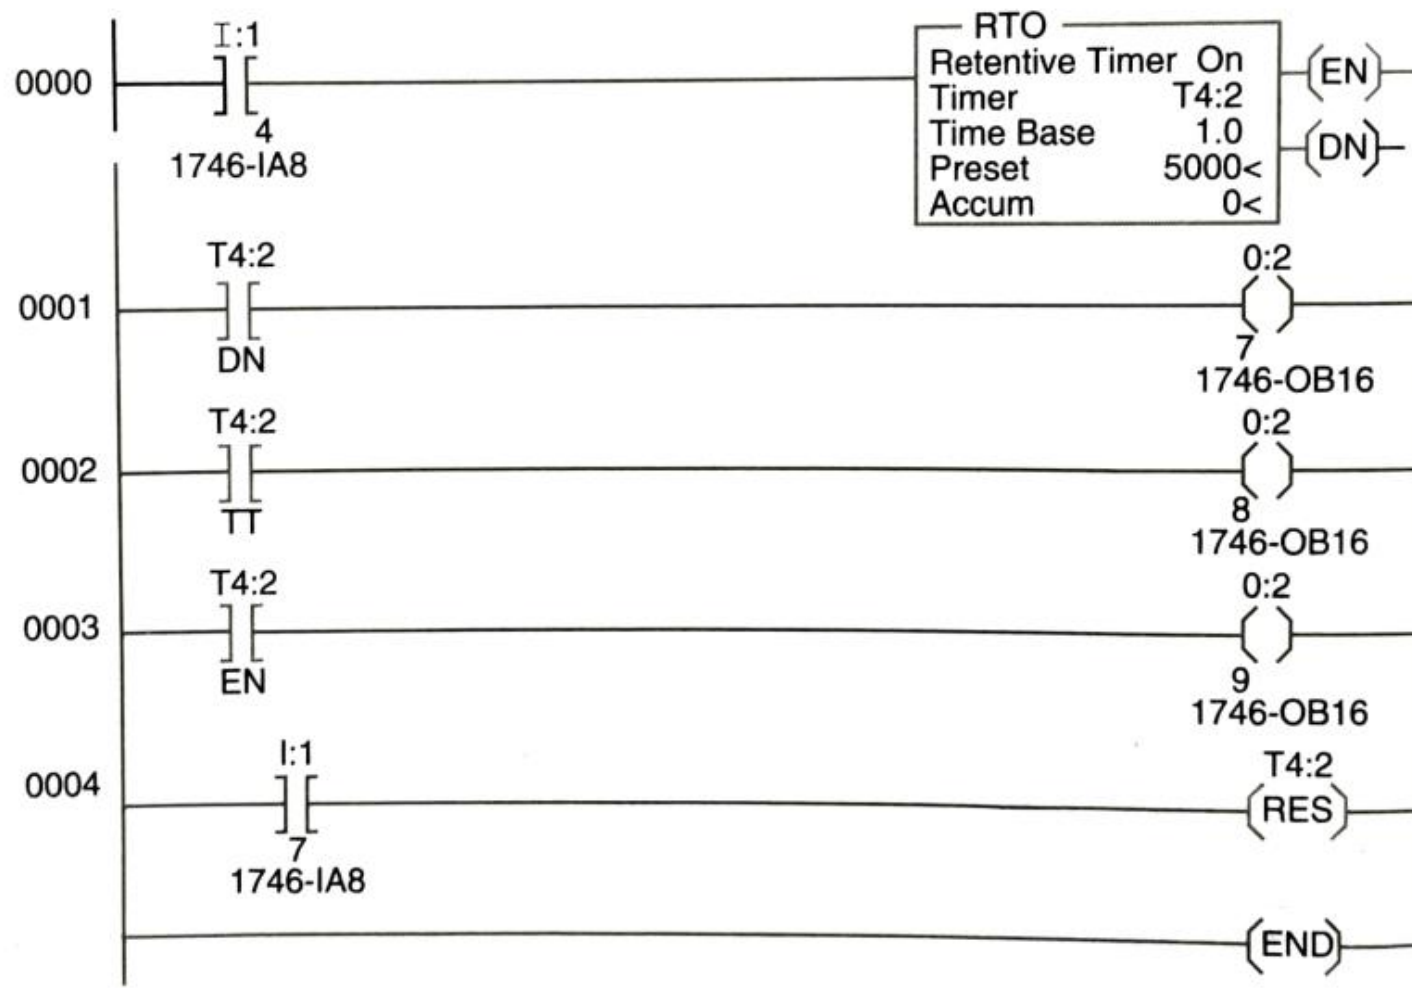 I:1
0000
4
1746-IA8
RTO
Retentive Timer On
Timer T4:2
Time Base 1.0
Preset 5000<
Accum 0<
EN
DN
T4:2
0:2
0001
DN
7
1746-OB16
T4:2
0:2
0002
TT
8
1746-OB16
T4:2
0:2
0003
EN
9
1746-OB16
I:1
T4:2
0004
RES
7
1746-IA8
END